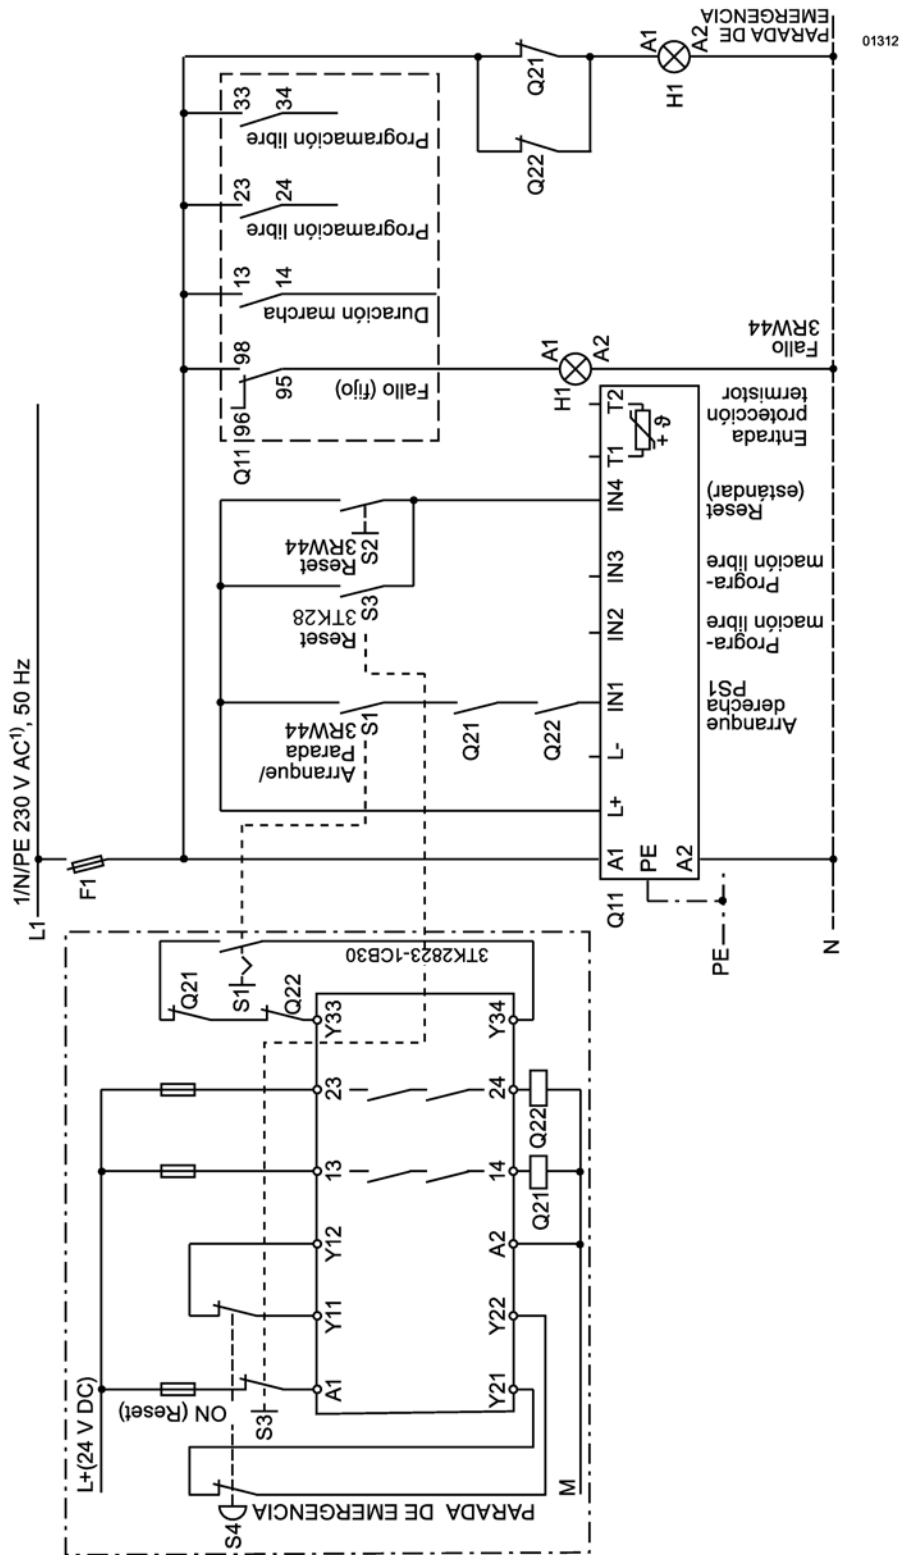 01312
PARADA DE
EMERGENCIA
A1
A2
H1
Q21
Q22
33
34
Programación libre
23
24
Programación libre
13
14
Duración marcha
98
95
96
Q11
Fallo (fijo)
A1
A2
H1
Fallo
3RW44
Entrada
protección
termistor
T2
T1
+ ϑ
Reset
(estándar)
IN4
Reset
3RW44
S2
Reset
3TK28
S3
IN3
Progra-
mación libre
IN2
Progra-
mación libre
IN1
Arranque
derecha
PS1
Arranque/
Parada
3RW44
S1
Q21
Q22
L-
L+
A1
PE
A2
Q11
PE
N
1/N/PE 230 V AC¹⁾, 50 Hz
L1
F1
3TK2823-1CB30
Q21
S1
Q22
Y33
Y34
23
24
Q22
13
14
Q21
Y12
A2
Y11
Y22
A1
Y21
L+(24 V DC)
ON (Reset)
S3
S4
PARADA DE EMERGENCIA
M